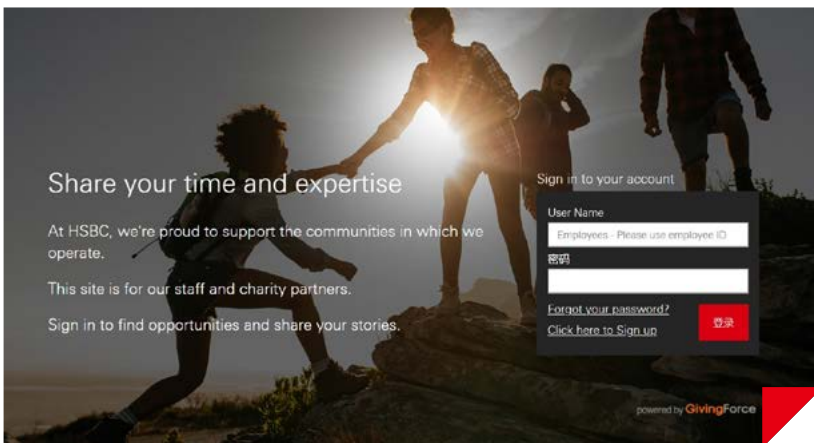 Share your time and expertise
At HSBC, we're proud to support the communities in which we
operate.
This site is for our staff and charity partners.
Sign in to find opportunities and share your stories.
Sign in to your account
User Name
Employees - Please use employee ID
密码
Forgot your password?
Click here to Sign up
登录
powered by GivingForce